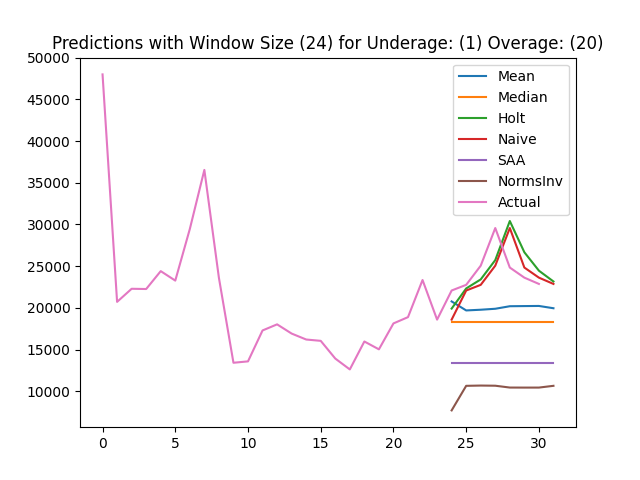 Predictions with Window Size (24) for Underage: (1) Overage: (20)
50000
45000
40000
35000
30000
25000
20000
15000
10000
Mean
Median
Holt
Naive
SAA
NormsInv
Actual
0 5 10 15 20 25 30